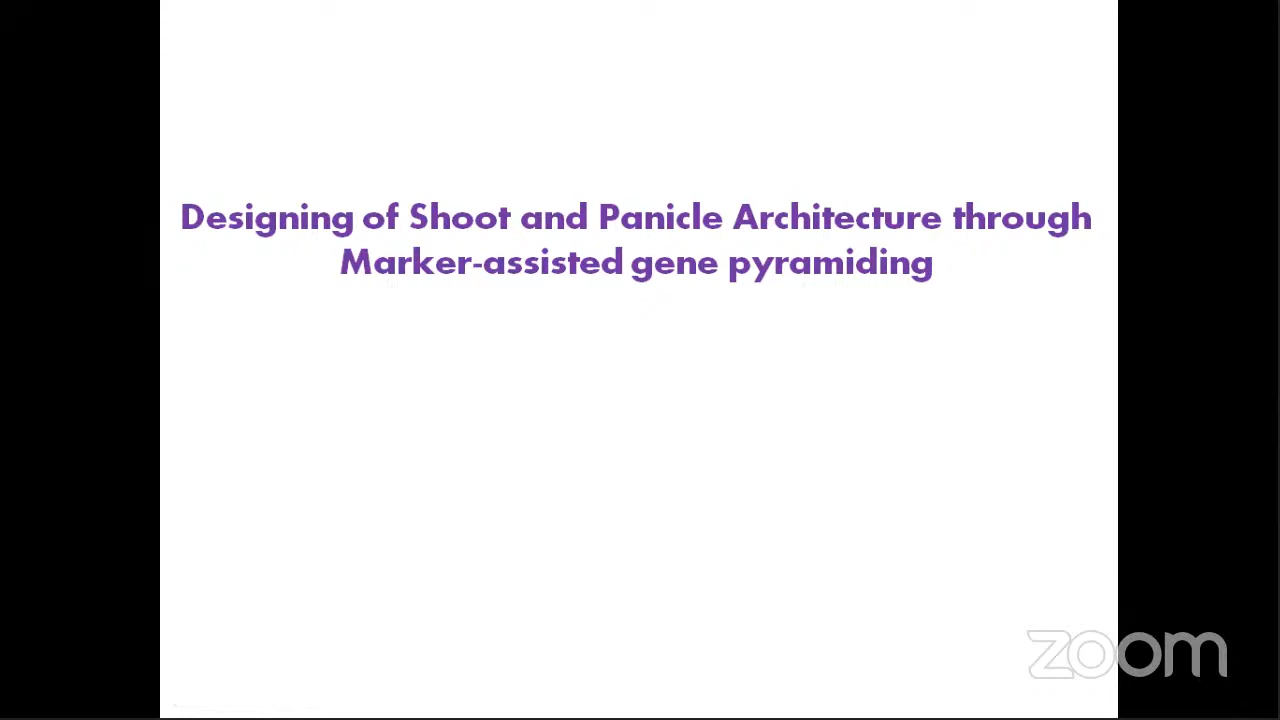 Designing of Shoot and Panicle Architecture through
Marker-assisted gene pyramiding
zoom